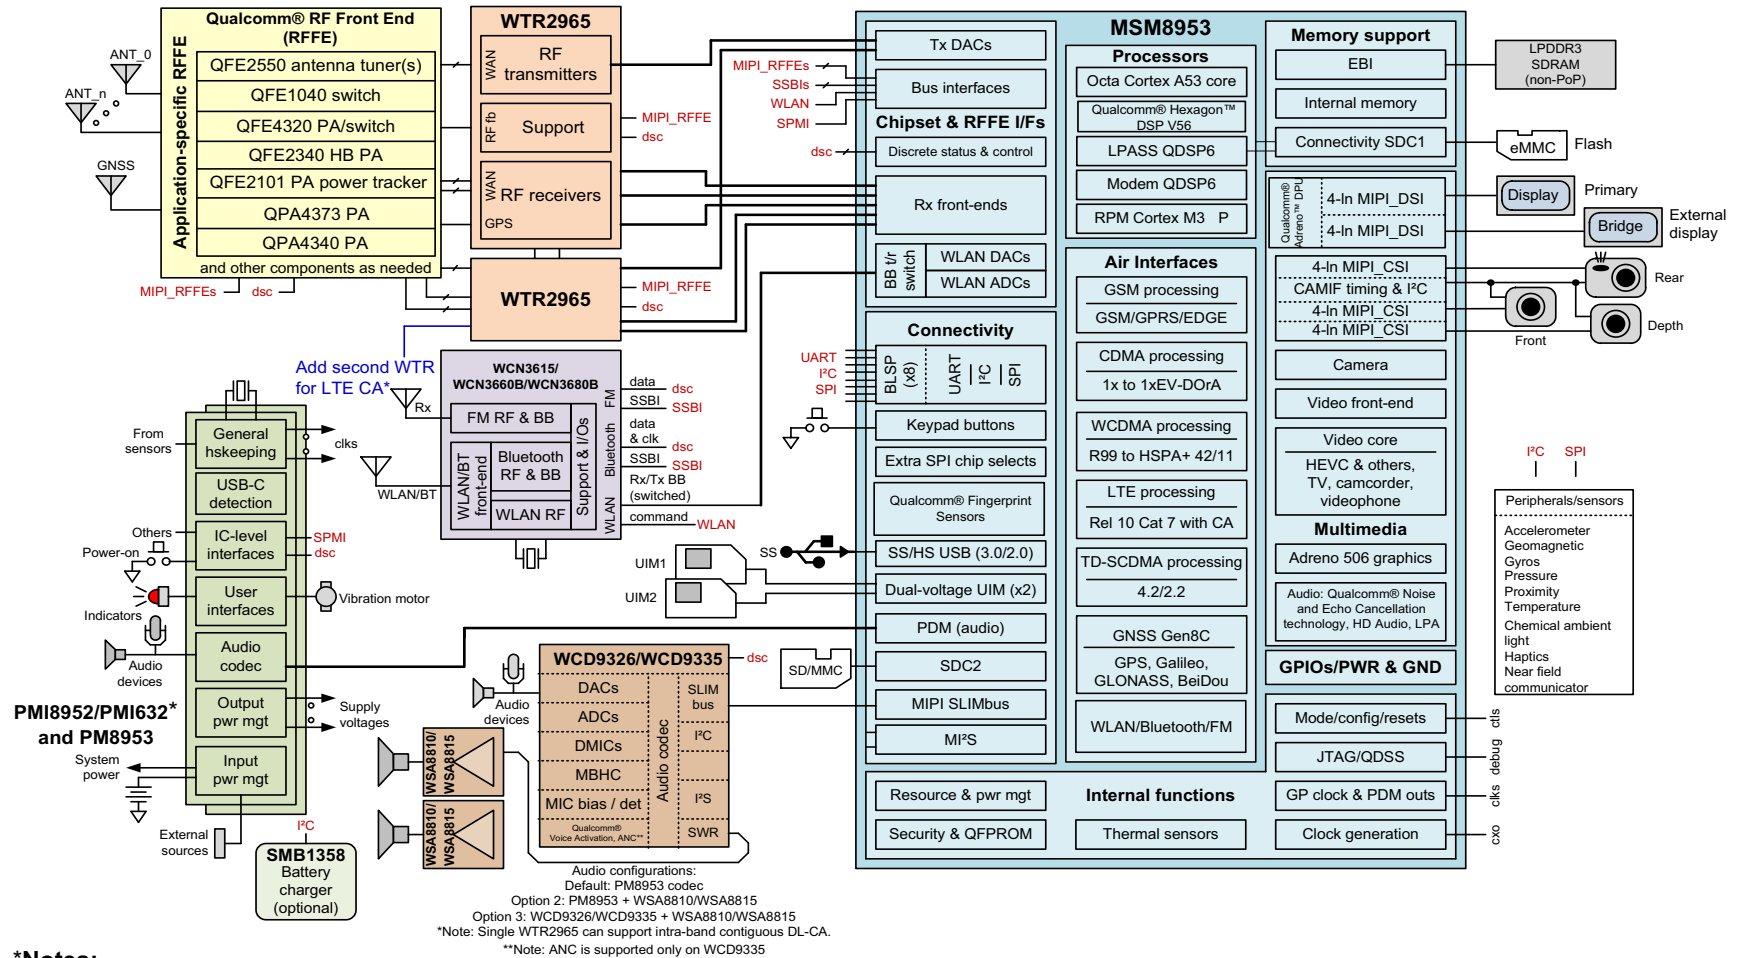 Qualcomm® RF Front End
(RFFE)
Application-specific RFFE
QFE2550 antenna tuner(s)
QFE1040 switch
QFE4320 PA/switch
QFE2340 HB PA
QFE2101 PA power tracker
QPA4373 PA
QPA4340 PA
and other components as needed
ANT_0
ANT_n
GNSS
MIPI_RFFEs
dsc
WTR2965
WAN
RF
transmitters
RF fb
Support
WAN
RF receivers
GPS
MIPI_RFFE
dsc
WTR2965
MIPI_RFFE
dsc
Add second WTR
for LTE CA*
WCN3615/
WCN3660B/WCN3680B
FM RF & BB
WLAN/BT
front-end
Bluetooth
RF & BB
WLAN RF
Support & I/Os
FM
Bluetooth
WLAN
Rx
WLAN/BT
data
dsc
SSBI
SSBI
data
& clk
dsc
SSBI
SSBI
Rx/Tx BB
(switched)
command
WLAN
General
hskeeping
USB-C
detection
IC-level
interfaces
User
interfaces
Audio
codec
Output
pwr mgt
Input
pwr mgt
From
sensors
clks
Others
Power-on
SPMI
dsc
Indicators
Vibration motor
Audio
devices
Supply
voltages
PMI8952/PMI632*
and PM8953
System
power
External
sources
I²C
SMB1358
Battery
charger
(optional)
WCD9326/WCD9335
dsc
DACs
ADCs
DMICs
MBHC
MIC bias / det
Qualcomm®
Voice Activation, ANC**
Audio codec
SLIM
bus
I²C
I²S
SWR
Audio
devices
WSA8810/
WSA8815
WSA8810/
WSA8815
Audio configurations:
Default: PM8953 codec
Option 2: PM8953 + WSA8810/WSA8815
Option 3: WCD9326/WCD9335 + WSA8810/WSA8815
*Note: Single WTR2965 can support intra-band contiguous DL-CA.
**Note: ANC is supported only on WCD9335
MSM8953
Tx DACs
Bus interfaces
Chipset & RFFE I/Fs
Discrete status & control
Rx front-ends
BB t/r
switch
WLAN DACs
WLAN ADCs
MIPI_RFFEs
SSBIs
WLAN
SPMI
dsc
Connectivity
BLSP
(x8)
UART
I²C
SPI
UART
I²C
SPI
Keypad buttons
Extra SPI chip selects
Qualcomm® Fingerprint
Sensors
SS/HS USB (3.0/2.0)
Dual-voltage UIM (x2)
PDM (audio)
SDC2
MIPI SLIMbus
MI²S
SS
UIM1
UIM2
SD/MMC
Processors
Octa Cortex A53 core
Qualcomm® Hexagon™
DSP V56
LPASS QDSP6
Modem QDSP6
RPM Cortex M3 P
Air Interfaces
GSM processing
GSM/GPRS/EDGE
CDMA processing
1x to 1xEV-DOrA
WCDMA processing
R99 to HSPA+ 42/11
LTE processing
Rel 10 Cat 7 with CA
TD-SCDMA processing
4.2/2.2
GNSS Gen8C
GPS, Galileo,
GLONASS, BeiDou
WLAN/Bluetooth/FM
Memory support
EBI
Internal memory
Connectivity SDC1
Qualcomm®
Adreno™ DPU
4-ln MIPI_DSI
4-ln MIPI_DSI
4-ln MIPI_CSI
CAMIF timing & I²C
4-ln MIPI_CSI
4-ln MIPI_CSI
Camera
Video front-end
Video core
HEVC & others,
TV, camcorder,
videophone
Multimedia
Adreno 506 graphics
Audio: Qualcomm® Noise
and Echo Cancellation
technology, HD Audio, LPA
GPIOs/PWR & GND
Resource & pwr mgt
Security & QFPROM
Internal functions
Thermal sensors
Mode/config/resets
JTAG/QDSS
GP clock & PDM outs
Clock generation
ctls
debug
clks
cxo
LPDDR3
SDRAM
(non-PoP)
eMMC
Flash
Display
Primary
Bridge
External
display
Rear
Front
Depth
I²C
SPI
Peripherals/sensors
Accelerometer
Geomagnetic
Gyros
Pressure
Proximity
Temperature
Chemical ambient
light
Haptics
Near field
communicator
*Notes: